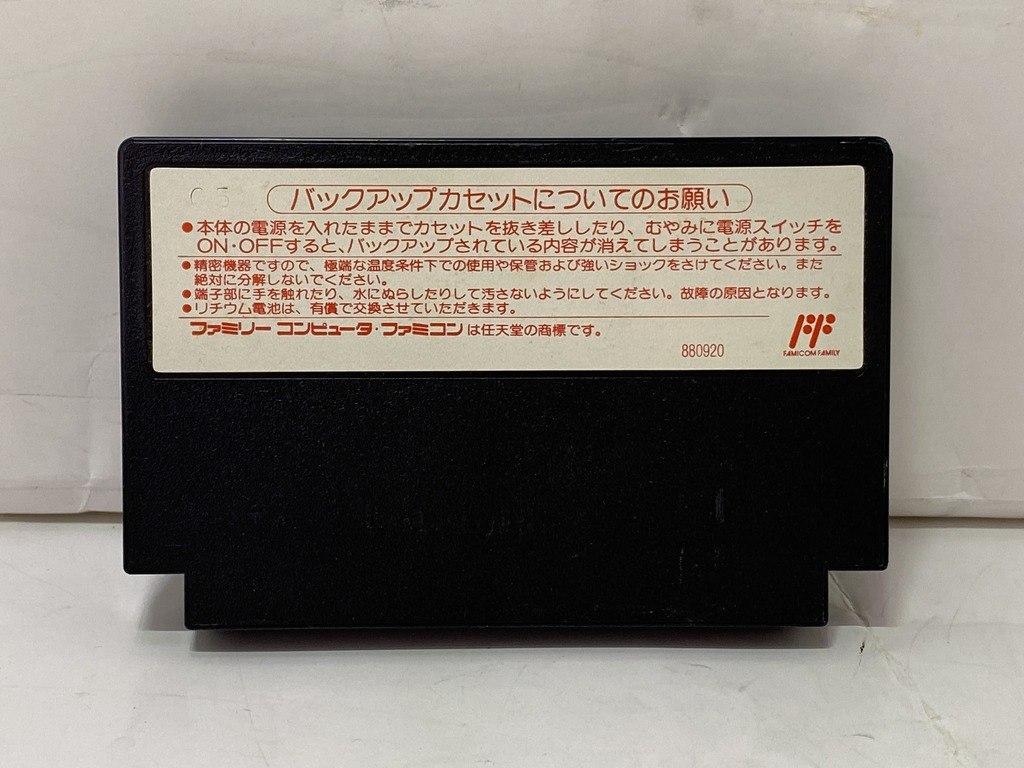 05
バックアップカセットについてのお願い
●本体の電源を入れたままでカセットを抜き差ししたり、むやみに電源スイッチを
ON・OFFすると、バックアップされている内容が消えてしまうことがあります。
●精密機器ですので、極端な温度条件下での使用や保管および強いショックをさけてください。また
絶対に分解しないでください。
●端子部に手を触れたり、水にぬらしたりして汚さないようにしてください。故障の原因となります。
●リチウム電池は、有償で交換させていただきます。
ファミリー コンピュータ・ファミコン は任天堂の商標です。
880920
FAMICOM FAMILY